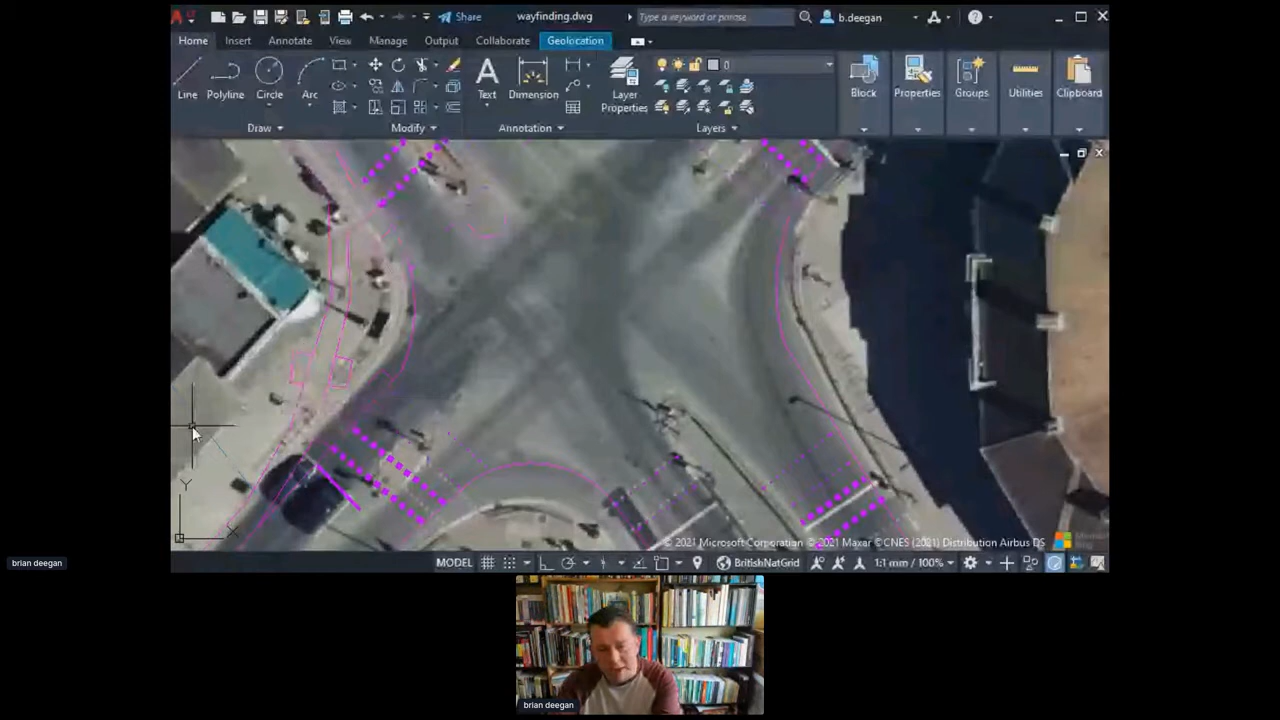 Share
wayfinding.dwg
Type a keyword or phrase
b.deegan
Home Insert Annotate View Manage Output Collaborate Geolocation
0
Line Polyline Circle Arc
Text Dimension
Layer
Properties
Block Properties Groups Utilities Clipboard
Draw Modify Annotation Layers
Y
X
© 2021 Microsoft Corporation © 2021 Maxar ©CNES (2021) Distribution Airbus DS
MODEL
BritishNatGrid
1:1 mm / 100%
brian deegan
brian deegan